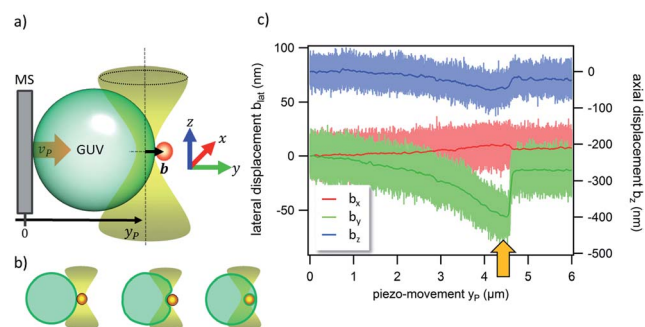 a)
MS
GUV
v_P
b
z
x
y
0
y_P
b)
c)
lateral displacement b_lat (nm)
100
50
0
-50
b_x
b_y
b_z
0
-100
-200
-300
-400
-500
axial displacement b_z (nm)
0 1 2 3 4 5 6
piezo-movement y_P (µm)